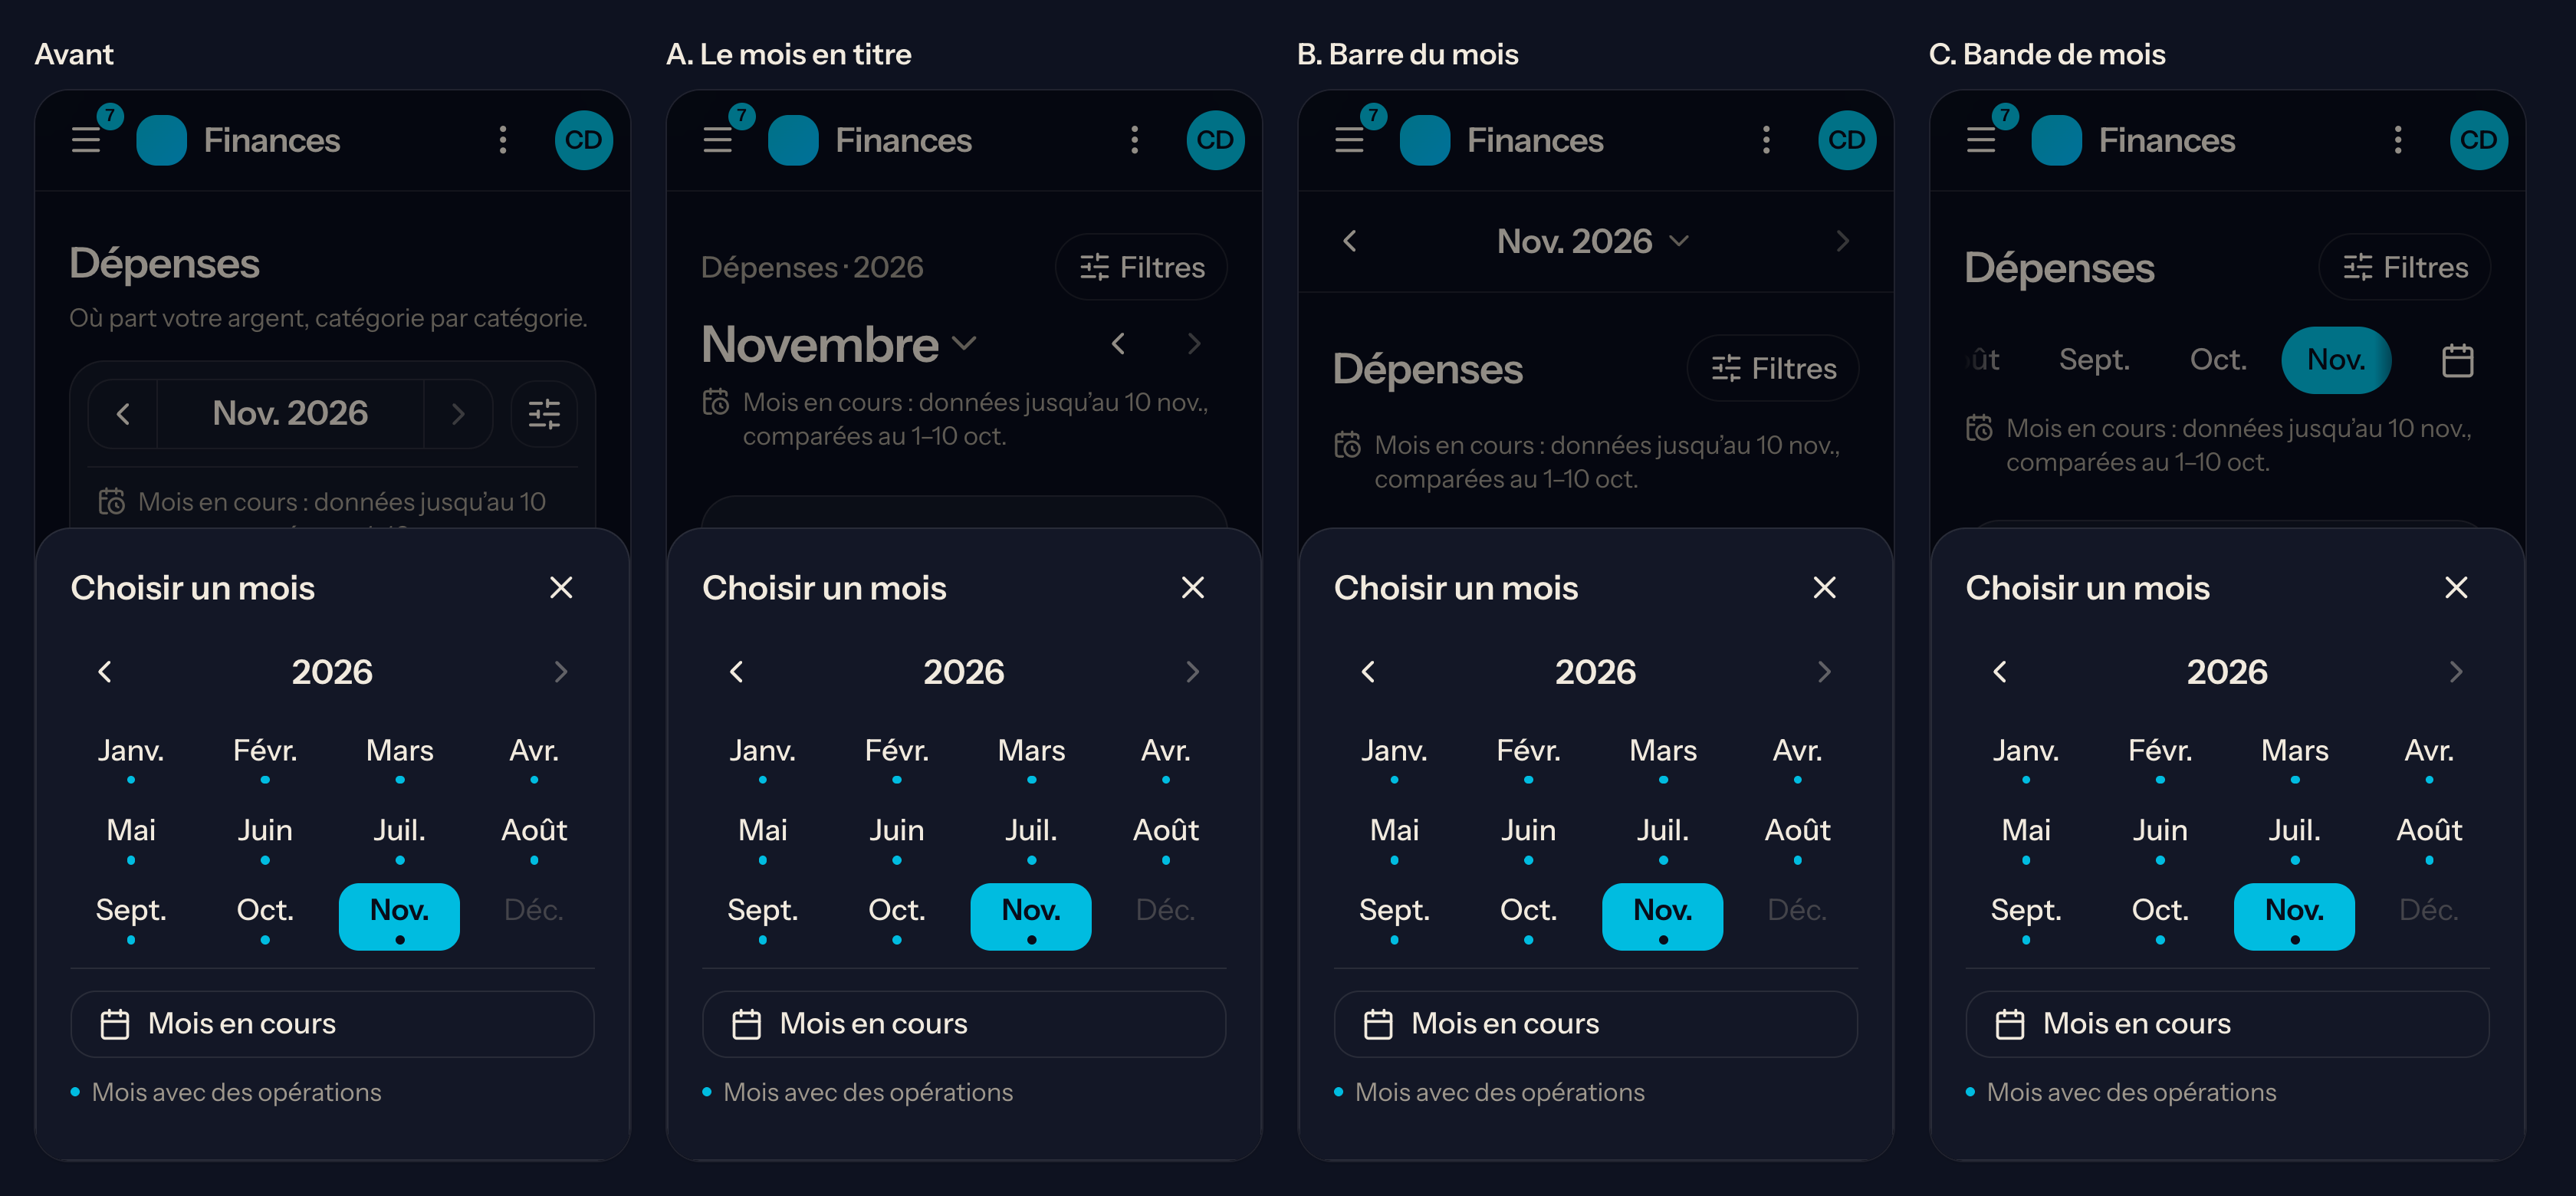 Avant
7
Finances
CD
Dépenses
Où part votre argent, catégorie par catégorie.
Nov. 2026
Mois en cours : données jusqu’au 10
Choisir un mois
2026
Janv. Févr. Mars Avr.
Mai Juin Juil. Août
Sept. Oct. Nov. Déc.
Mois en cours
Mois avec des opérations
A. Le mois en titre
7
Finances
CD
Dépenses · 2026
Filtres
Novembre
Mois en cours : données jusqu’au 10 nov.,
comparées au 1–10 oct.
Choisir un mois
2026
Janv. Févr. Mars Avr.
Mai Juin Juil. Août
Sept. Oct. Nov. Déc.
Mois en cours
Mois avec des opérations
B. Barre du mois
7
Finances
CD
Nov. 2026
Dépenses
Filtres
Mois en cours : données jusqu’au 10 nov.,
comparées au 1–10 oct.
Choisir un mois
2026
Janv. Févr. Mars Avr.
Mai Juin Juil. Août
Sept. Oct. Nov. Déc.
Mois en cours
Mois avec des opérations
C. Bande de mois
7
Finances
CD
Dépenses
Filtres
Sept. Oct. Nov.
Mois en cours : données jusqu’au 10 nov.,
comparées au 1–10 oct.
Choisir un mois
2026
Janv. Févr. Mars Avr.
Mai Juin Juil. Août
Sept. Oct. Nov. Déc.
Mois en cours
Mois avec des opérations